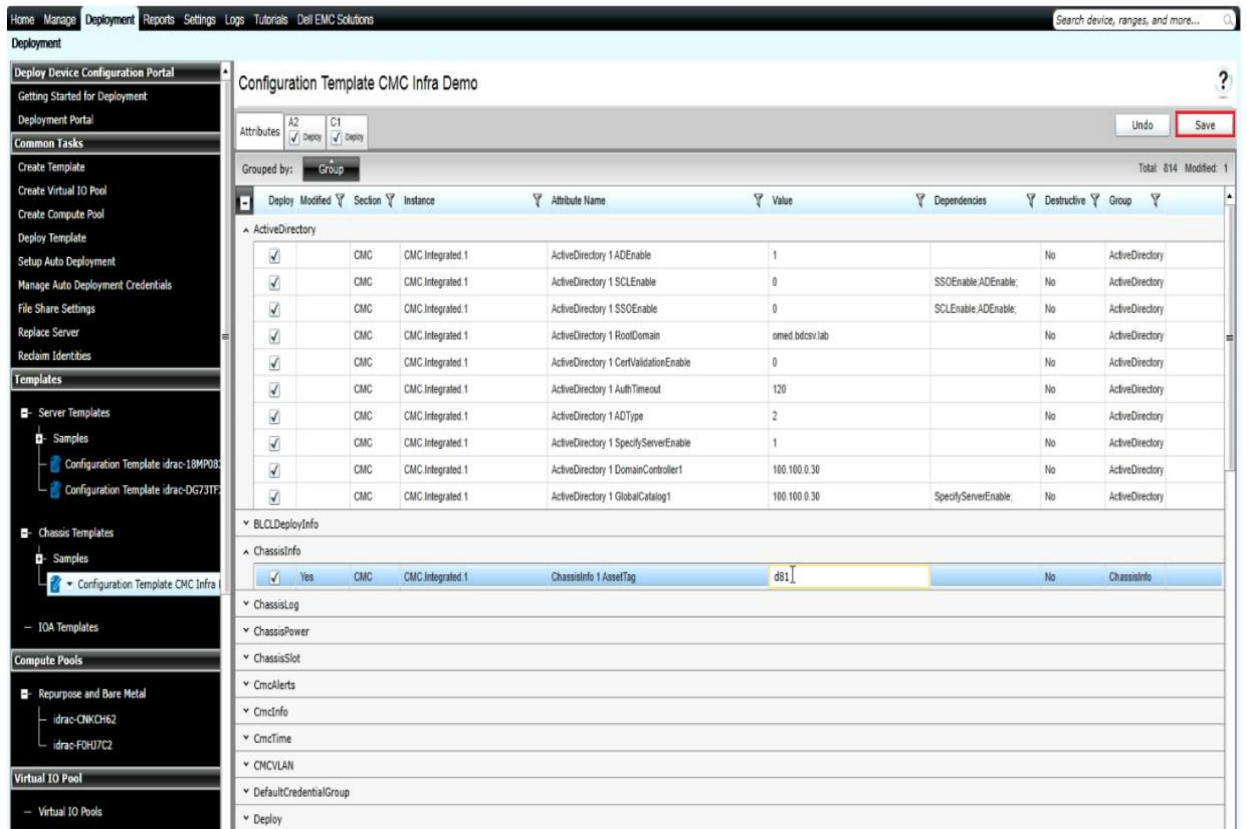 Home Manage Deployment Reports Settings Logs Tutorials Dell EMC Solutions
Search device, ranges, and more...
Deployment
Deploy Device Configuration Portal
Getting Started for Deployment
Deployment Portal
Common Tasks
Create Template
Create Virtual IO Pool
Create Compute Pool
Deploy Template
Setup Auto Deployment
Manage Auto Deployment Credentials
File Share Settings
Replace Server
Reclaim Identities
Templates
Server Templates
Samples
Configuration Template idrac-18MP08
Configuration Template idrac-DG73TF
Chassis Templates
Samples
Configuration Template CMC Infra
IOA Templates
Compute Pools
Repurpose and Bare Metal
idrac-CNKCH62
idrac-F0HJ7C2
Virtual IO Pool
Virtual IO Pools
Configuration Template CMC Infra Demo
?
Attributes A2 Deploy C1 Deploy
Undo Save
Grouped by: Group
Total: 814 Modified: 1
Deploy Modified Section Instance Attribute Name Value Dependencies Destructive Group
ActiveDirectory
CMC CMC.Integrated.1 ActiveDirectory 1 ADEnable 1 No ActiveDirectory
CMC CMC.Integrated.1 ActiveDirectory 1 SCLEnable 0 SSOEnable;ADEnable; No ActiveDirectory
CMC CMC.Integrated.1 ActiveDirectory 1 SSOEnable 0 SCLEnable;ADEnable; No ActiveDirectory
CMC CMC.Integrated.1 ActiveDirectory 1 RootDomain omed.bdcsv.lab No ActiveDirectory
CMC CMC.Integrated.1 ActiveDirectory 1 CertValidationEnable 0 No ActiveDirectory
CMC CMC.Integrated.1 ActiveDirectory 1 AuthTimeout 120 No ActiveDirectory
CMC CMC.Integrated.1 ActiveDirectory 1 ADType 2 No ActiveDirectory
CMC CMC.Integrated.1 ActiveDirectory 1 SpecifyServerEnable 1 No ActiveDirectory
CMC CMC.Integrated.1 ActiveDirectory 1 DomainController1 100.100.0.30 No ActiveDirectory
CMC CMC.Integrated.1 ActiveDirectory 1 GlobalCatalog1 100.100.0.30 SpecifyServerEnable; No ActiveDirectory
BLCLDeployInfo
ChassisInfo
Yes CMC CMC.Integrated.1 ChassisInfo 1 AssetTag d81 No ChassisInfo
ChassisLog
ChassisPower
ChassisSlot
CmcAlerts
CmcInfo
CmcTime
CMCVLAN
DefaultCredentialGroup
Deploy